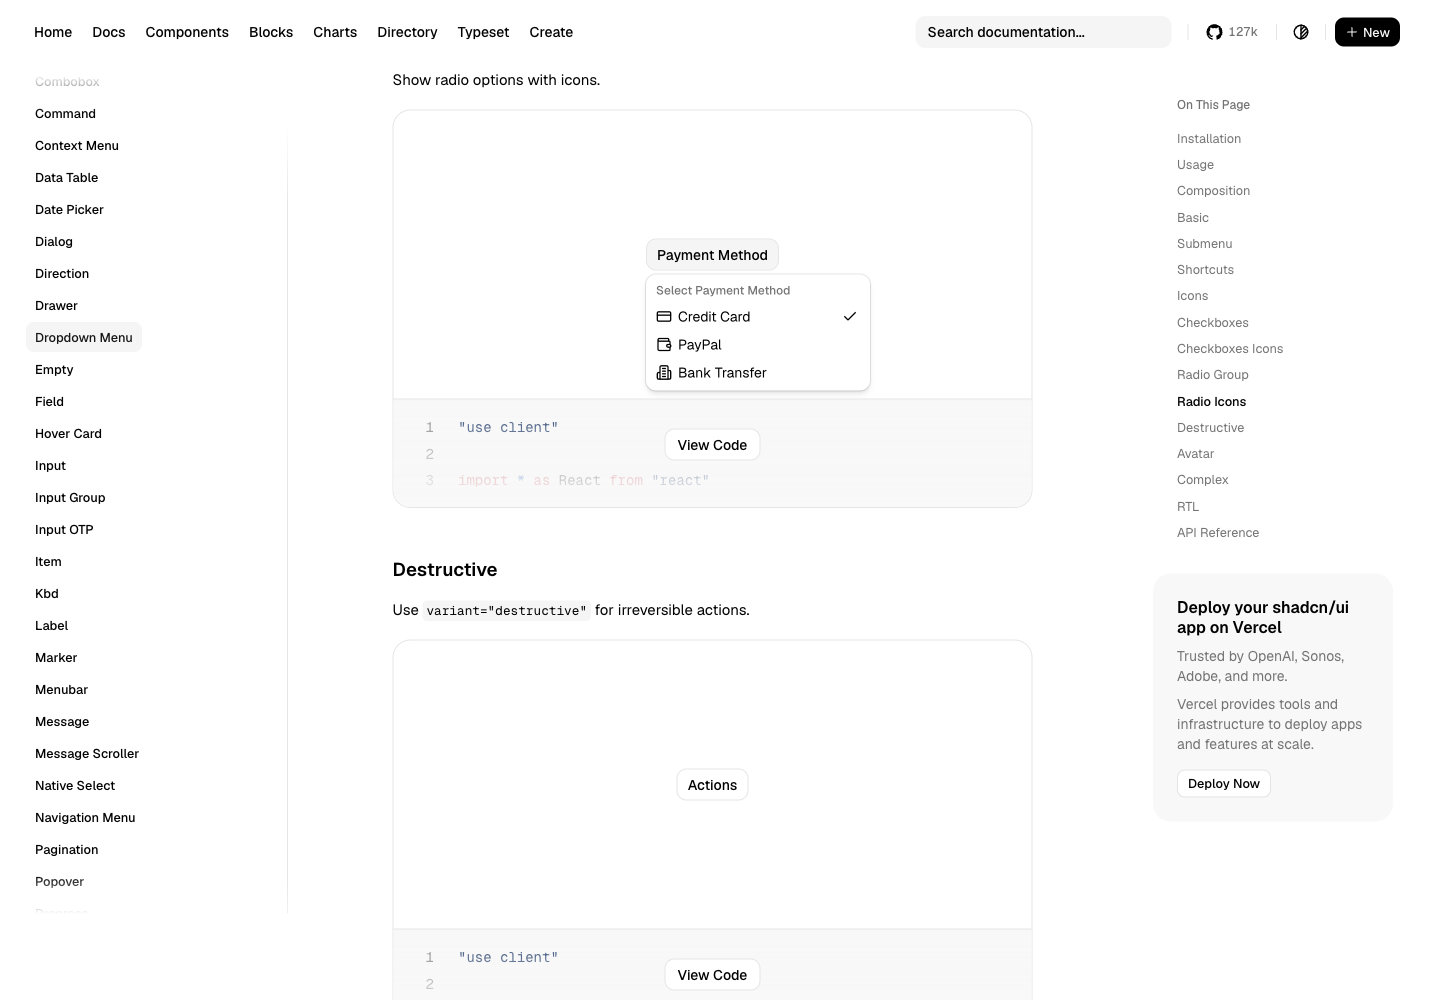 Home
Docs
Components
Blocks
Charts
Directory
Typeset
Create
Search documentation...
127k
New
Combobox
Command
Context Menu
Data Table
Date Picker
Dialog
Direction
Drawer
Dropdown Menu
Empty
Field
Hover Card
Input
Input Group
Input OTP
Item
Kbd
Label
Marker
Menubar
Message
Message Scroller
Native Select
Navigation Menu
Pagination
Popover
Show radio options with icons.
Payment Method
Select Payment Method
Credit Card
PayPal
Bank Transfer
1 "use client"
2
3 import * as React from "react"
View Code
Destructive
Use variant="destructive" for irreversible actions.
Actions
1 "use client"
2
View Code
On This Page
Installation
Usage
Composition
Basic
Submenu
Shortcuts
Icons
Checkboxes
Checkboxes Icons
Radio Group
Radio Icons
Destructive
Avatar
Complex
RTL
API Reference
Deploy your shadcn/ui
app on Vercel
Trusted by OpenAI, Sonos,
Adobe, and more.
Vercel provides tools and
infrastructure to deploy apps
and features at scale.
Deploy Now